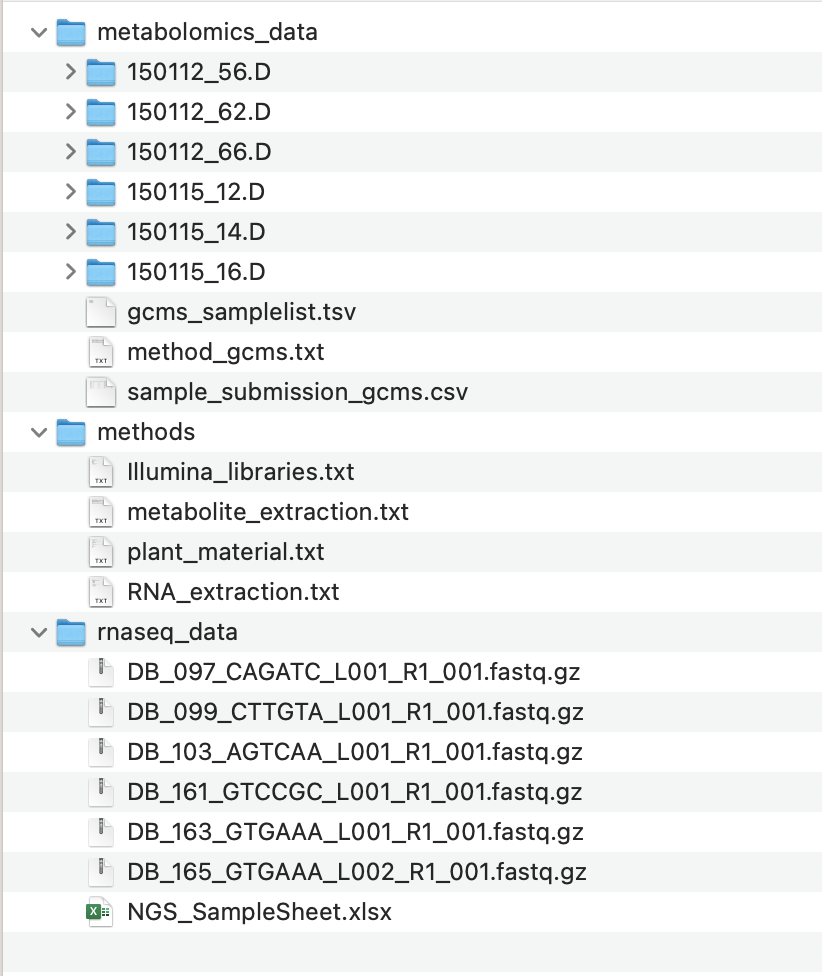 metabolomics_data
150112_56.D
150112_62.D
150112_66.D
150115_12.D
150115_14.D
150115_16.D
gcms_samplelist.tsv
TXT method_gcms.txt
sample_submission_gcms.csv
methods
TXT Illumina_libraries.txt
TXT metabolite_extraction.txt
TXT plant_material.txt
TXT RNA_extraction.txt
rnaseq_data
DB_097_CAGATC_L001_R1_001.fastq.gz
DB_099_CTTGTA_L001_R1_001.fastq.gz
DB_103_AGTCAA_L001_R1_001.fastq.gz
DB_161_GTCCGC_L001_R1_001.fastq.gz
DB_163_GTGAAA_L001_R1_001.fastq.gz
DB_165_GTGAAA_L002_R1_001.fastq.gz
X NGS_SampleSheet.xlsx